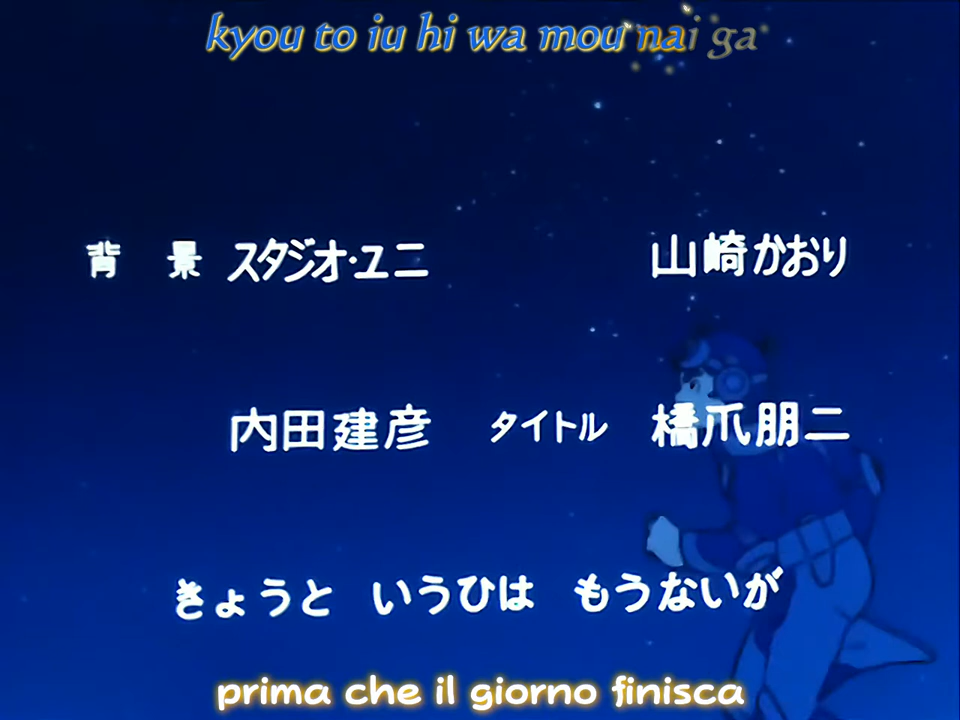 kyou to iu hi wa mou nai ga
背 景 スタジオ・ユニ 山崎かおり
内田建彦 タイトル 橋爪朋二
きょうと いうひは もうないが
prima che il giorno finisca